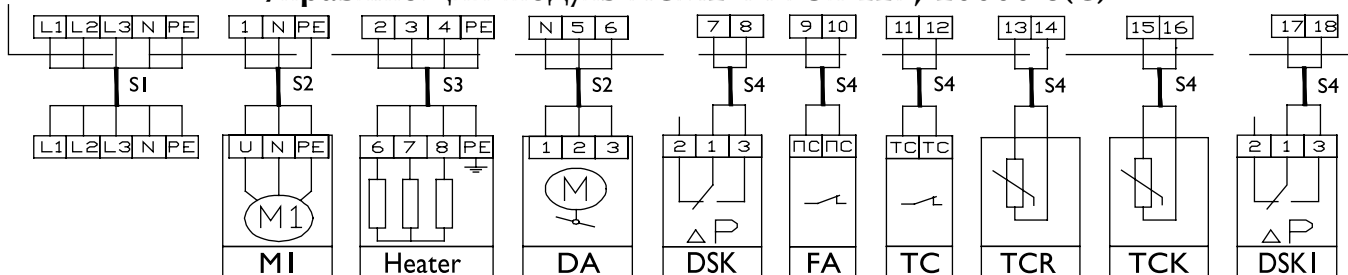 L1 L2 L3 N PE 1 N PE 2 3 4 PE N 5 6 7 8 9 10 11 12 13 14 15 16 17 18
S1 S2 S3 S2 S4 S4 S4 S4 S4 S4
L1 L2 L3 N PE U N PE 6 7 8 PE 1 2 3 2 1 3 ПС ПС ТС ТС 2 1 3
M1 M
△P △P
M1 Heater DA DSK FA TC TCR TCK DSK1